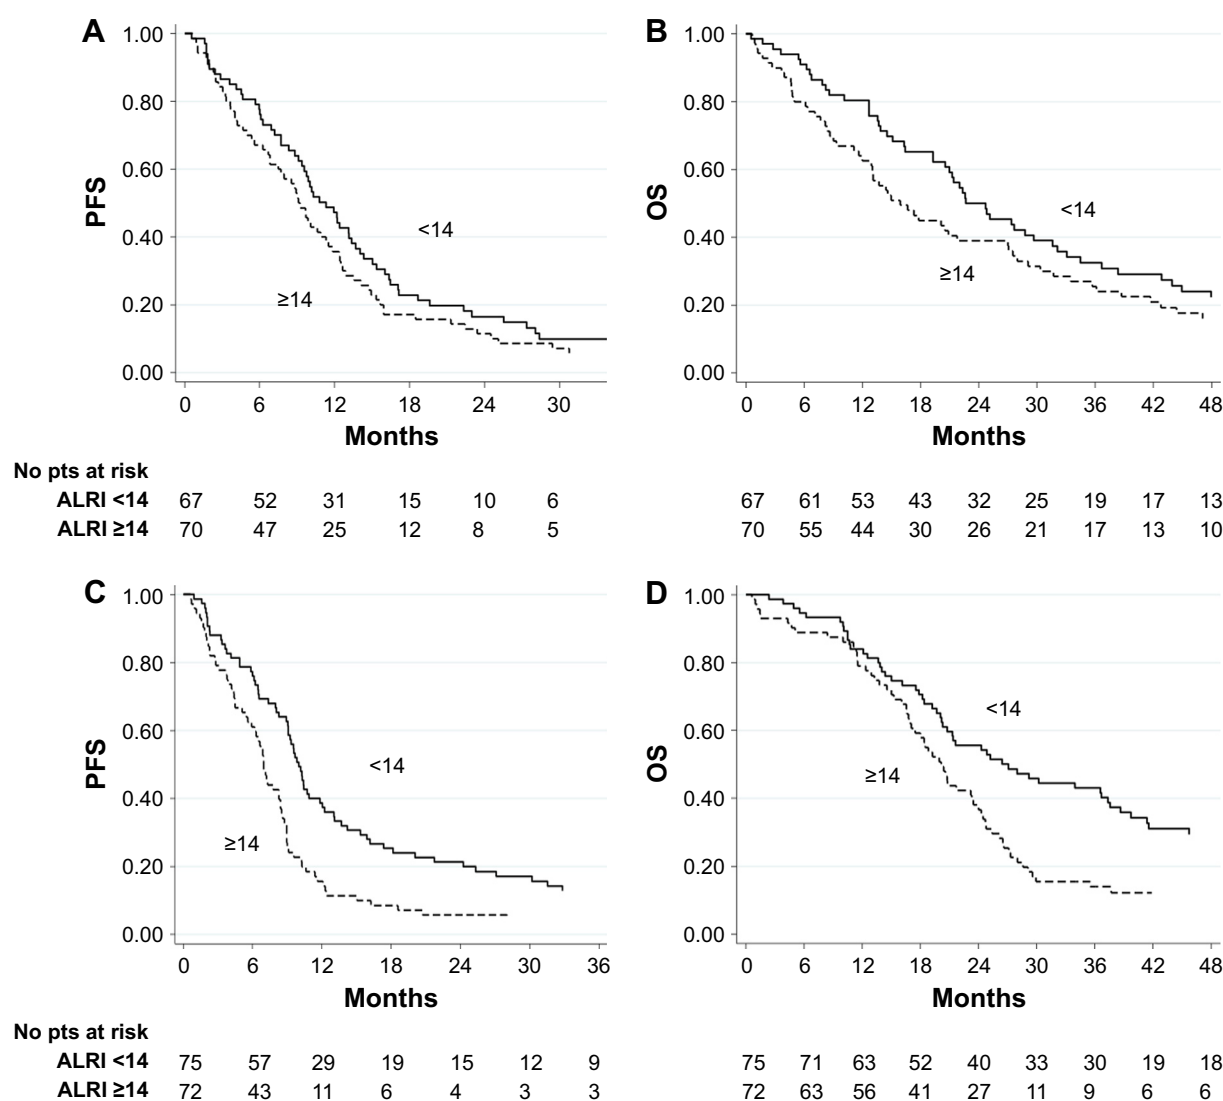 A
1.00
0.80
0.60
0.40
0.20
0.00
PFS
<14
≥14
0 6 12 18 24 30
Months
B
1.00
0.80
0.60
0.40
0.20
0.00
OS
<14
≥14
0 6 12 18 24 30 36 42 48
Months
No pts at risk
ALRI <14 67 52 31 15 10 6 67 61 53 43 32 25 19 17 13
ALRI ≥14 70 47 25 12 8 5 70 55 44 30 26 21 17 13 10
C
1.00
0.80
0.60
0.40
0.20
0.00
PFS
<14
≥14
0 6 12 18 24 30 36
Months
D
1.00
0.80
0.60
0.40
0.20
0.00
OS
<14
≥14
0 6 12 18 24 30 36 42 48
Months
No pts at risk
ALRI <14 75 57 29 19 15 12 9 75 71 63 52 40 33 30 19 18
ALRI ≥14 72 43 11 6 4 3 3 72 63 56 41 27 11 9 6 6